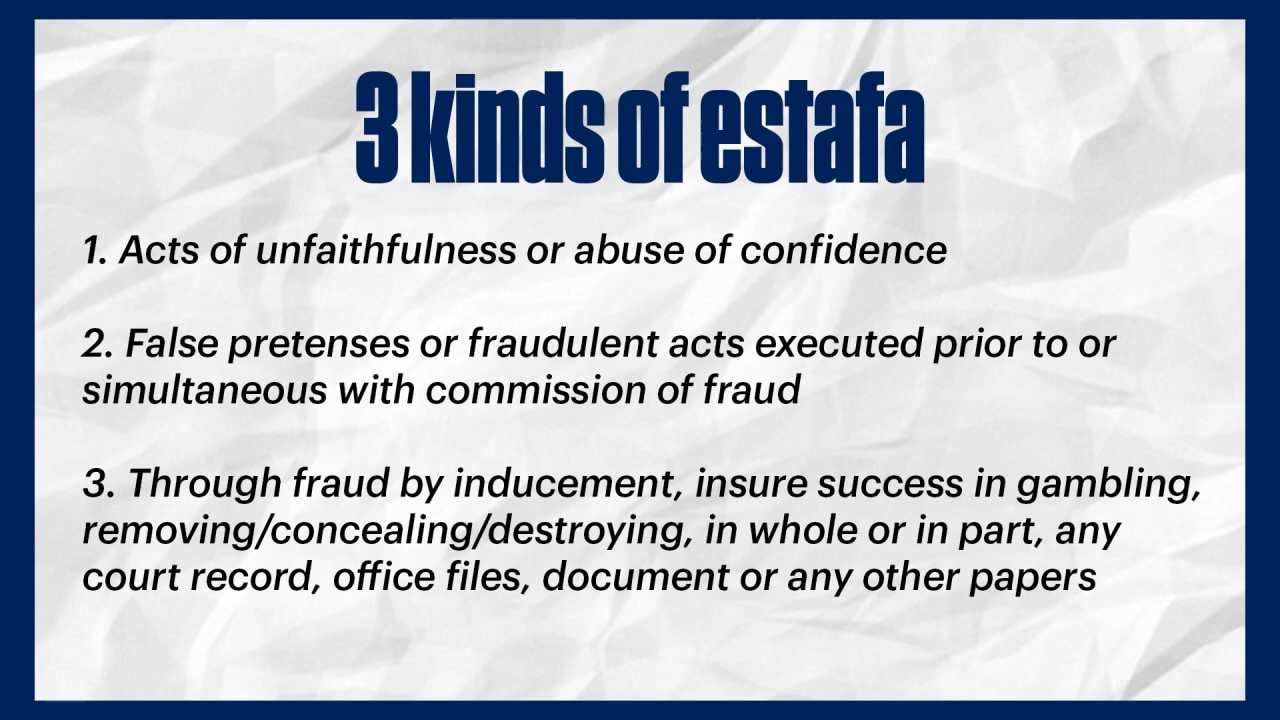 3 kinds of estafa
1. Acts of unfaithfulness or abuse of confidence
2. False pretenses or fraudulent acts executed prior to or
simultaneous with commission of fraud
3. Through fraud by inducement, insure success in gambling,
removing/concealing/destroying, in whole or in part, any
court record, office files, document or any other papers